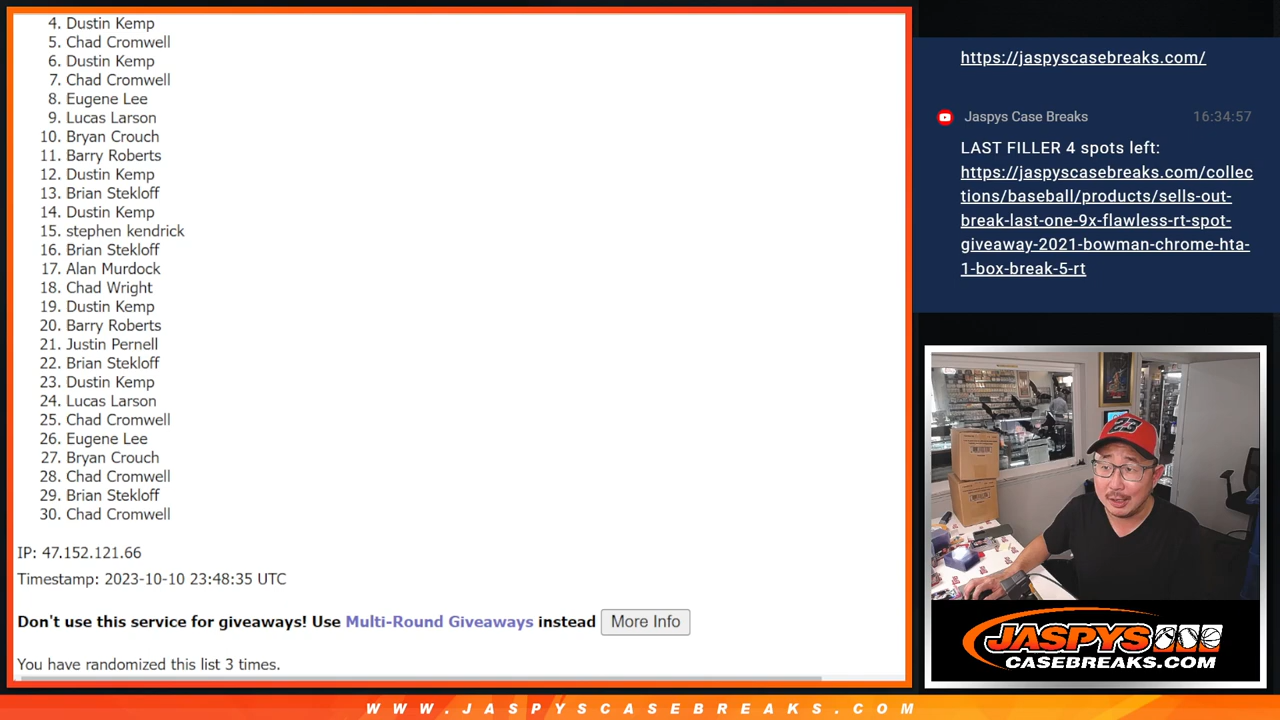 4. Dustin Kemp
5. Chad Cromwell
6. Dustin Kemp
7. Chad Cromwell
8. Eugene Lee
9. Lucas Larson
10. Bryan Crouch
11. Barry Roberts
12. Dustin Kemp
13. Brian Stekloff
14. Dustin Kemp
15. stephen kendrick
16. Brian Stekloff
17. Alan Murdock
18. Chad Wright
19. Dustin Kemp
20. Barry Roberts
21. Justin Pernell
22. Brian Stekloff
23. Dustin Kemp
24. Lucas Larson
25. Chad Cromwell
26. Eugene Lee
27. Bryan Crouch
28. Chad Cromwell
29. Brian Stekloff
30. Chad Cromwell
IP: 47.152.121.66
Timestamp: 2023-10-10 23:48:35 UTC
Don't use this service for giveaways! Use Multi-Round Giveaways instead More Info
You have randomized this list 3 times.
https://jaspyscasebreaks.com/
Jaspys Case Breaks 16:34:57
LAST FILLER 4 spots left:
https://jaspyscasebreaks.com/collec
tions/baseball/products/sells-out-
break-last-one-9x-flawless-rt-spot-
giveaway-2021-bowman-chrome-hta-
1-box-break-5-rt
23
JASPYS
CASEBREAKS.COM
WWW.JASPYSCASEBREAKS.COM